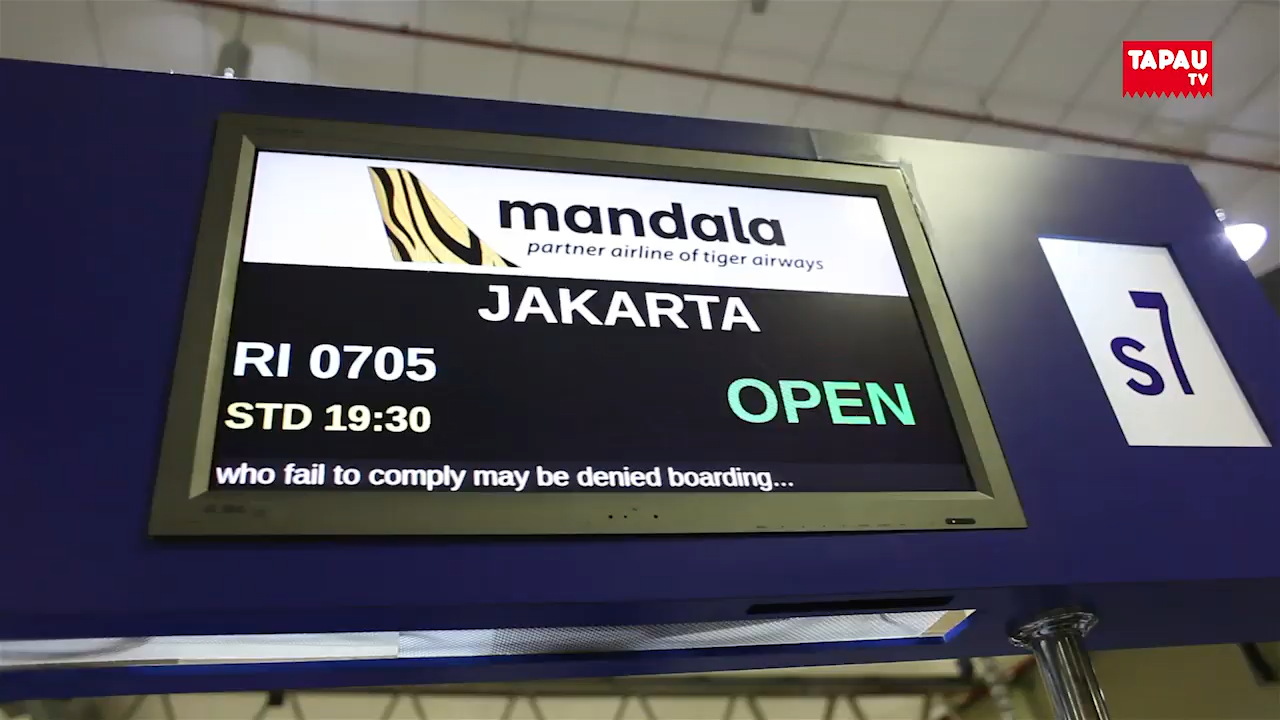 TAPAU
TV
mandala
partner airline of tiger airways
JAKARTA
RI 0705
OPEN
STD 19:30
who fail to comply may be denied boarding...
s7